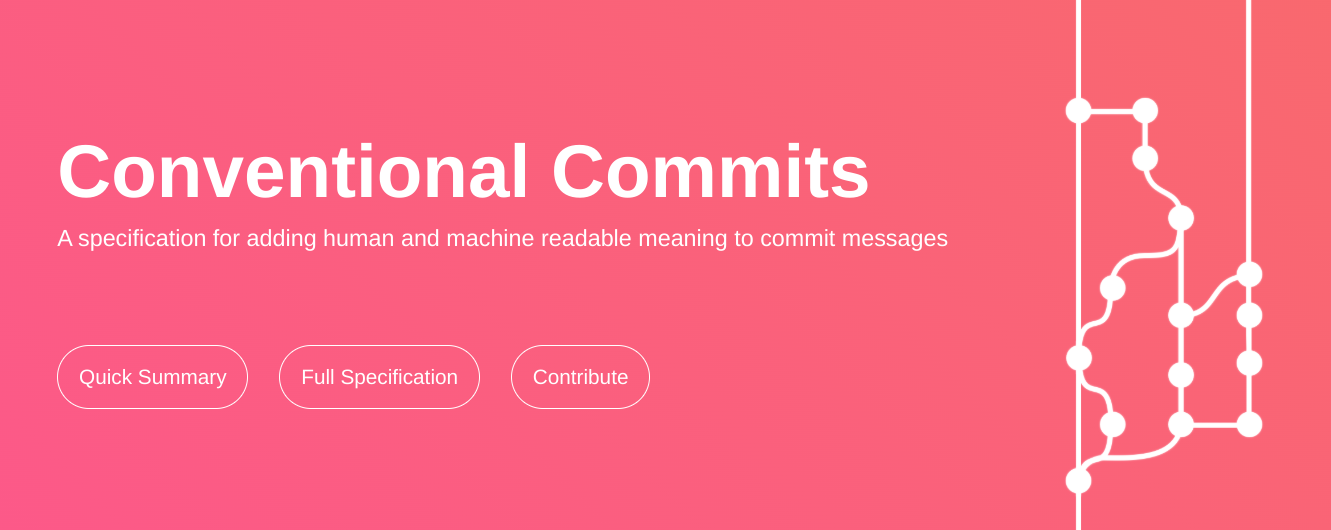 Conventional Commits
A specification for adding human and machine readable meaning to commit messages
Quick Summary
Full Specification
Contribute